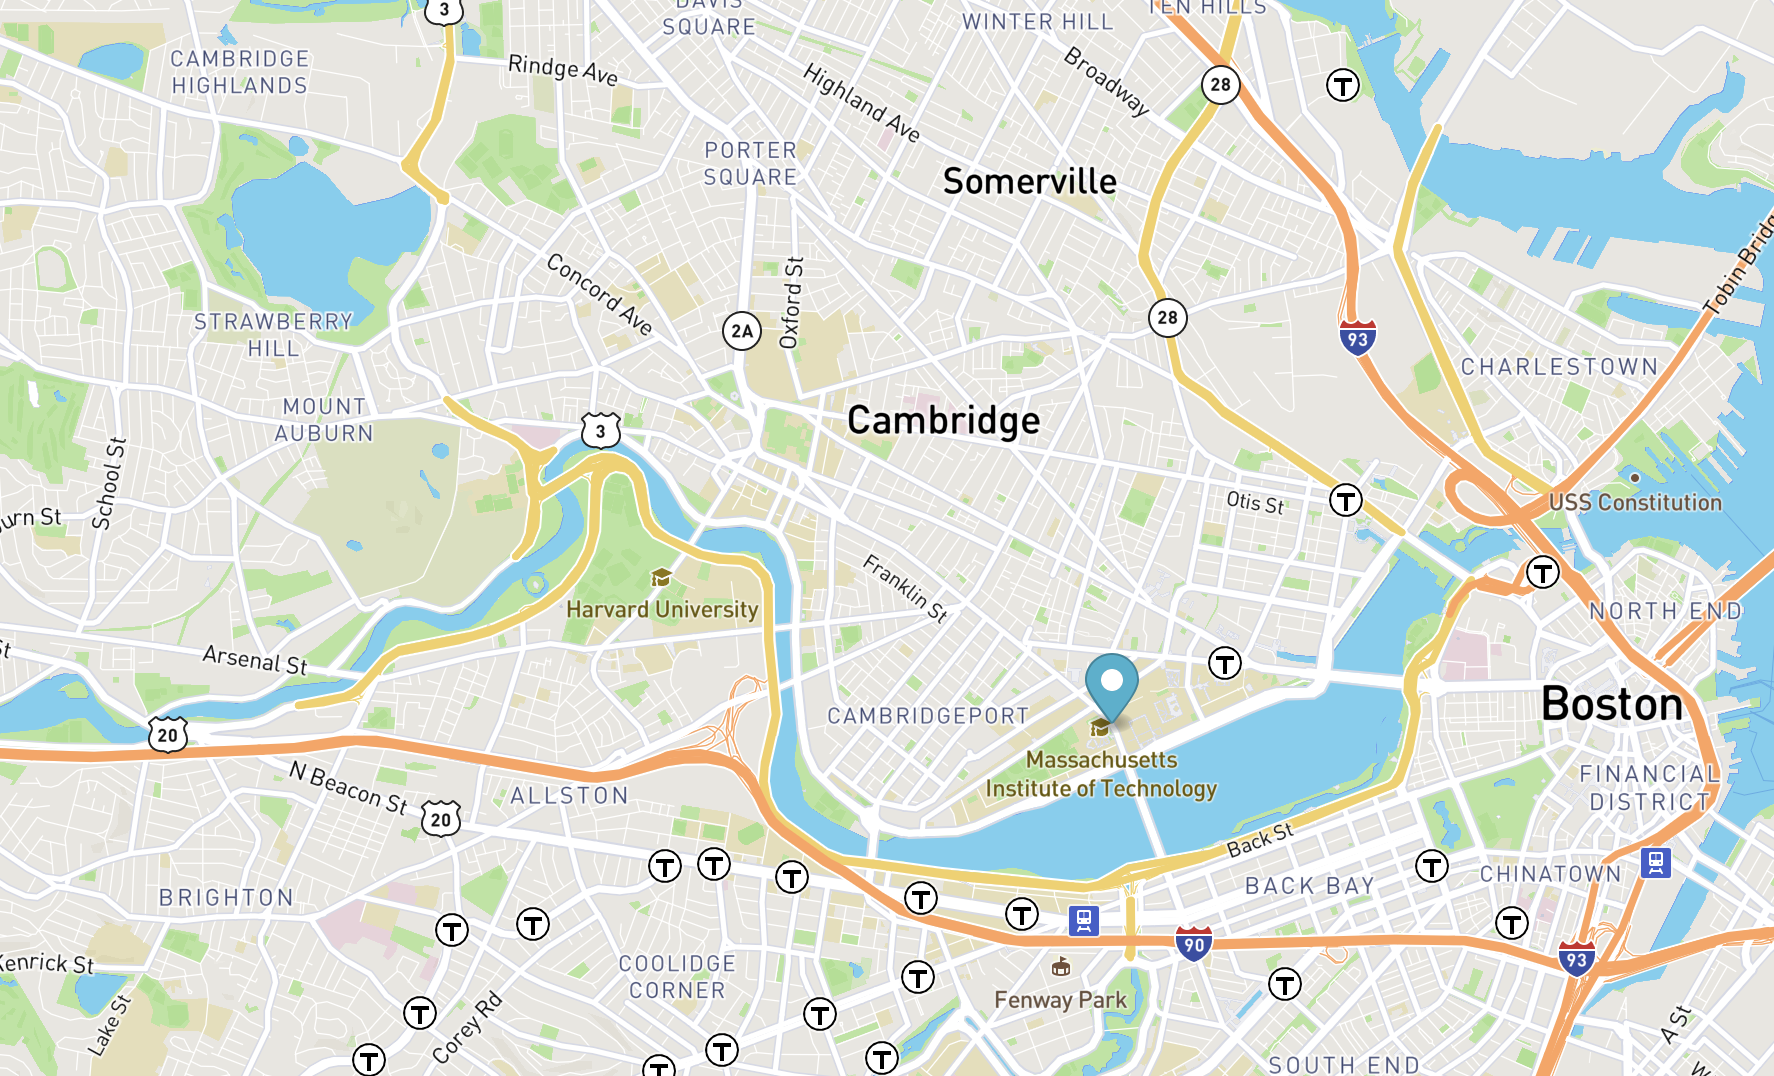 3
DAVIS
SQUARE
WINTER HILL
TEN HILLS
CAMBRIDGE
HIGHLANDS
Rindge Ave
Highland Ave
Broadway
28
T
PORTER
SQUARE
Somerville
Concord Ave
Oxford St
Tobin Bridge
STRAWBERRY
HILL
2A
28
93
CHARLESTOWN
MOUNT
AUBURN
3
Cambridge
School St
urn St
Otis St
T
USS Constitution
Franklin St
T
Harvard University
NORTH END
Arsenal St
St
T
20
CAMBRIDGEPORT
Boston
Massachusetts
Institute of Technology
N Beacon St
ALLSTON
20
FINANCIAL
DISTRICT
Back St
T
T
T
T
T
T
BACK BAY
CHINATOWN
BRIGHTON
T
T
T
90
93
Kenrick St
COOLIDGE
CORNER
T
T
Fenway Park
Lake St
T
Corey Rd
T
A St
T
T
T
T
SOUTH END
W